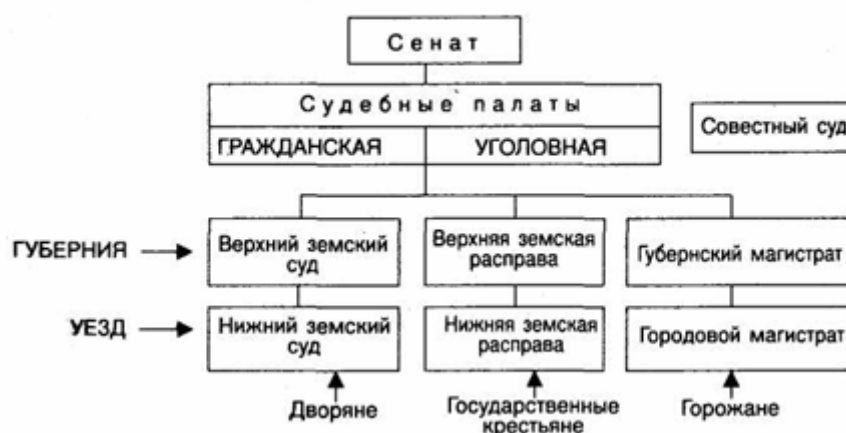 Сенат
Судебные палаты
ГРАЖДАНСКАЯ УГОЛОВНАЯ
Совестный суд
ГУБЕРНИЯ
Верхний земский
суд
Верхняя земская
расправа
Губернский магистрат
УЕЗД
Нижний земский
суд
Нижняя земская
расправа
Городовой магистрат
Дворяне
Государственные
крестьяне
Горожане